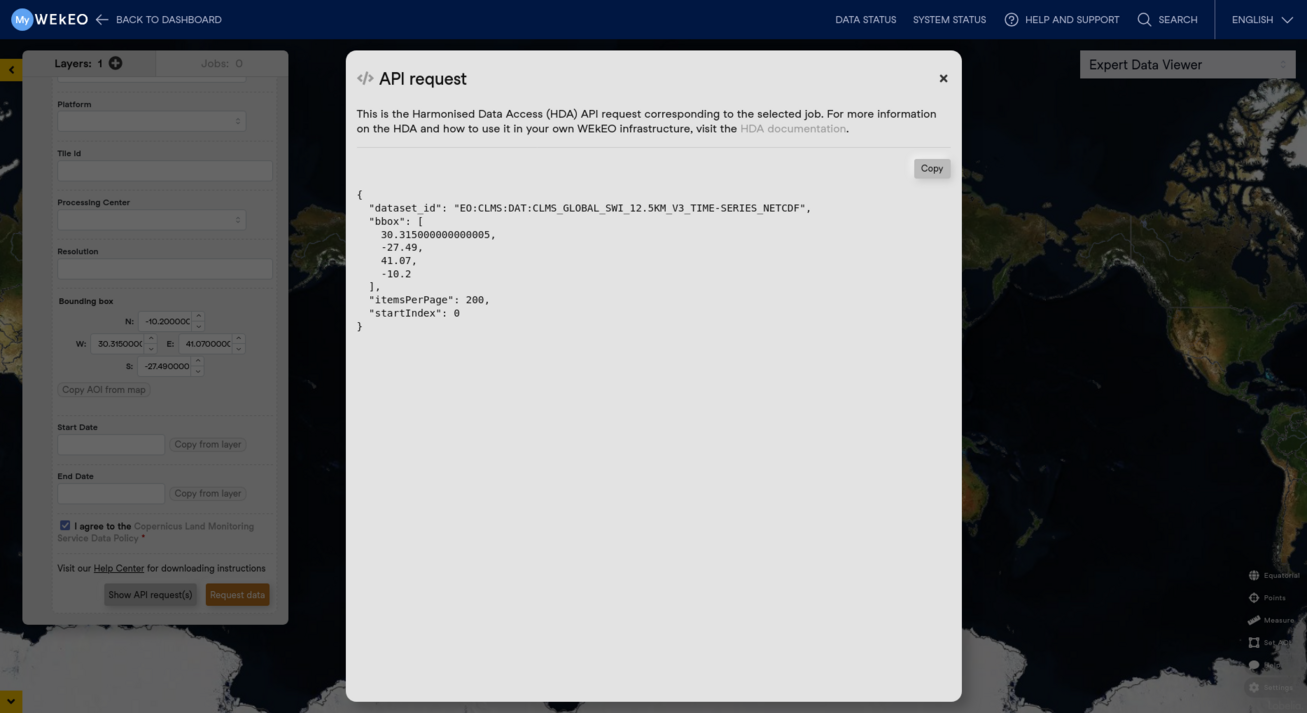 My WEkEO BACK TO DASHBOARD
DATA STATUS SYSTEM STATUS HELP AND SUPPORT SEARCH ENGLISH
Layers: 1
Jobs: 0
Platform
Tile Id
Processing Center
Resolution
Bounding box
N: -10.20000
W: 30.31500 E: 41.07000
S: -27.490000
Copy AOI from map
Start Date
Copy from layer
End Date
Copy from layer
I agree to the Copernicus Land Monitoring
Service Data Policy *
Visit our Help Center for downloading instructions
Show API request(s) Request data
</> API request
×
This is the Harmonised Data Access (HDA) API request corresponding to the selected job. For more information
on the HDA and how to use it in your own WEkEO infrastructure, visit the HDA documentation.
Copy
{
"dataset_id": "EO:CLMS:DAT:CLMS_GLOBAL_SWI_12.5KM_V3_TIME-SERIES_NETCDF",
"bbox": [
30.315000000000005,
-27.49,
41.07,
-10.2
],
"itemsPerPage": 200,
"startIndex": 0
}
Expert Data Viewer
Equatorial
Points
Measure
Set AOI
Settings